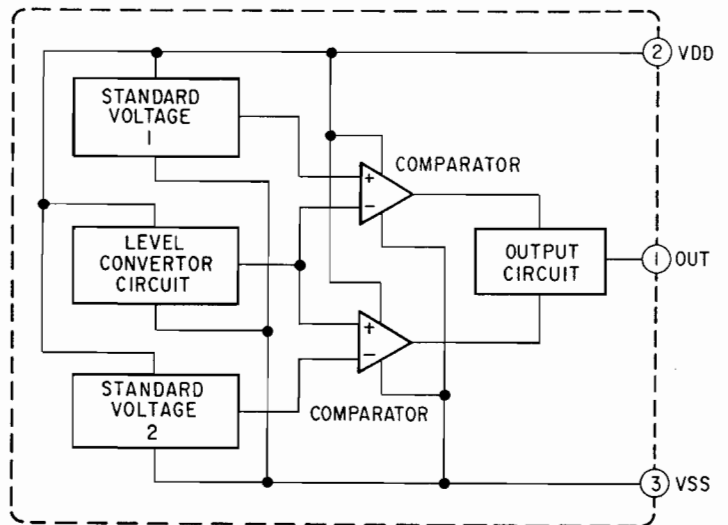 2 VDD
STANDARD
VOLTAGE
1
COMPARATOR
+
−
LEVEL
CONVERTOR
CIRCUIT
OUTPUT
CIRCUIT
1 OUT
+
−
STANDARD
VOLTAGE
2
COMPARATOR
3 VSS